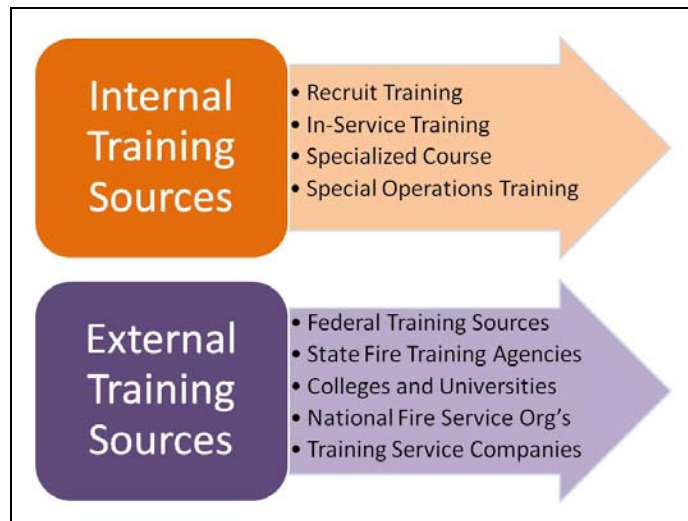 Internal
Training
Sources
• Recruit Training
• In-Service Training
• Specialized Course
• Special Operations Training
External
Training
Sources
• Federal Training Sources
• State Fire Training Agencies
• Colleges and Universities
• National Fire Service Org's
• Training Service Companies